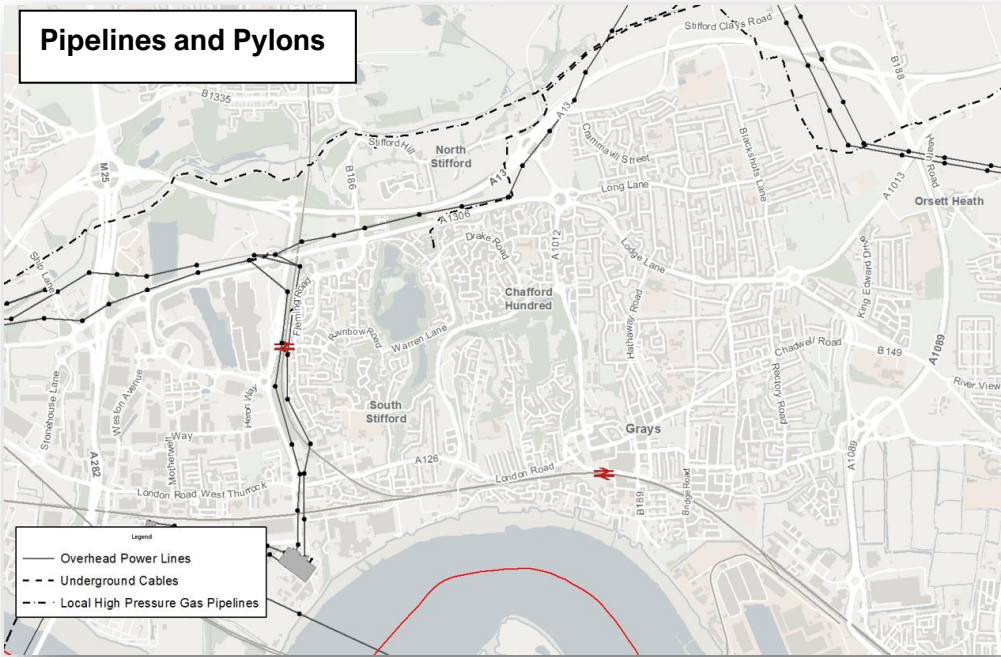 Pipelines and Pylons
Stifford Clays Road
B1335
B188
A13
M25
Stifford Hill
North
Stifford
Crammavill Street
Blackshots Lane
Heath Road
B186
A13
Long Lane
A1013
Orsett Heath
A1306
Ship Lane
Drake Road
A1012
Lodge Lane
King Edward Drive
Fleming Road
Chafford
Hundred
Hathaway Road
Rainbow Road
Warren Lane
Chadwell Road
A1089
B149
Stonehouse Lane
Weston Avenue
Heron Way
Rectory Road
River View
South
Stifford
Motherwell Way
Grays
A1089
A126
A282
London Road
London Road West Thurrock
B189
Bridge Road
Legend
Overhead Power Lines
Underground Cables
Local High Pressure Gas Pipelines